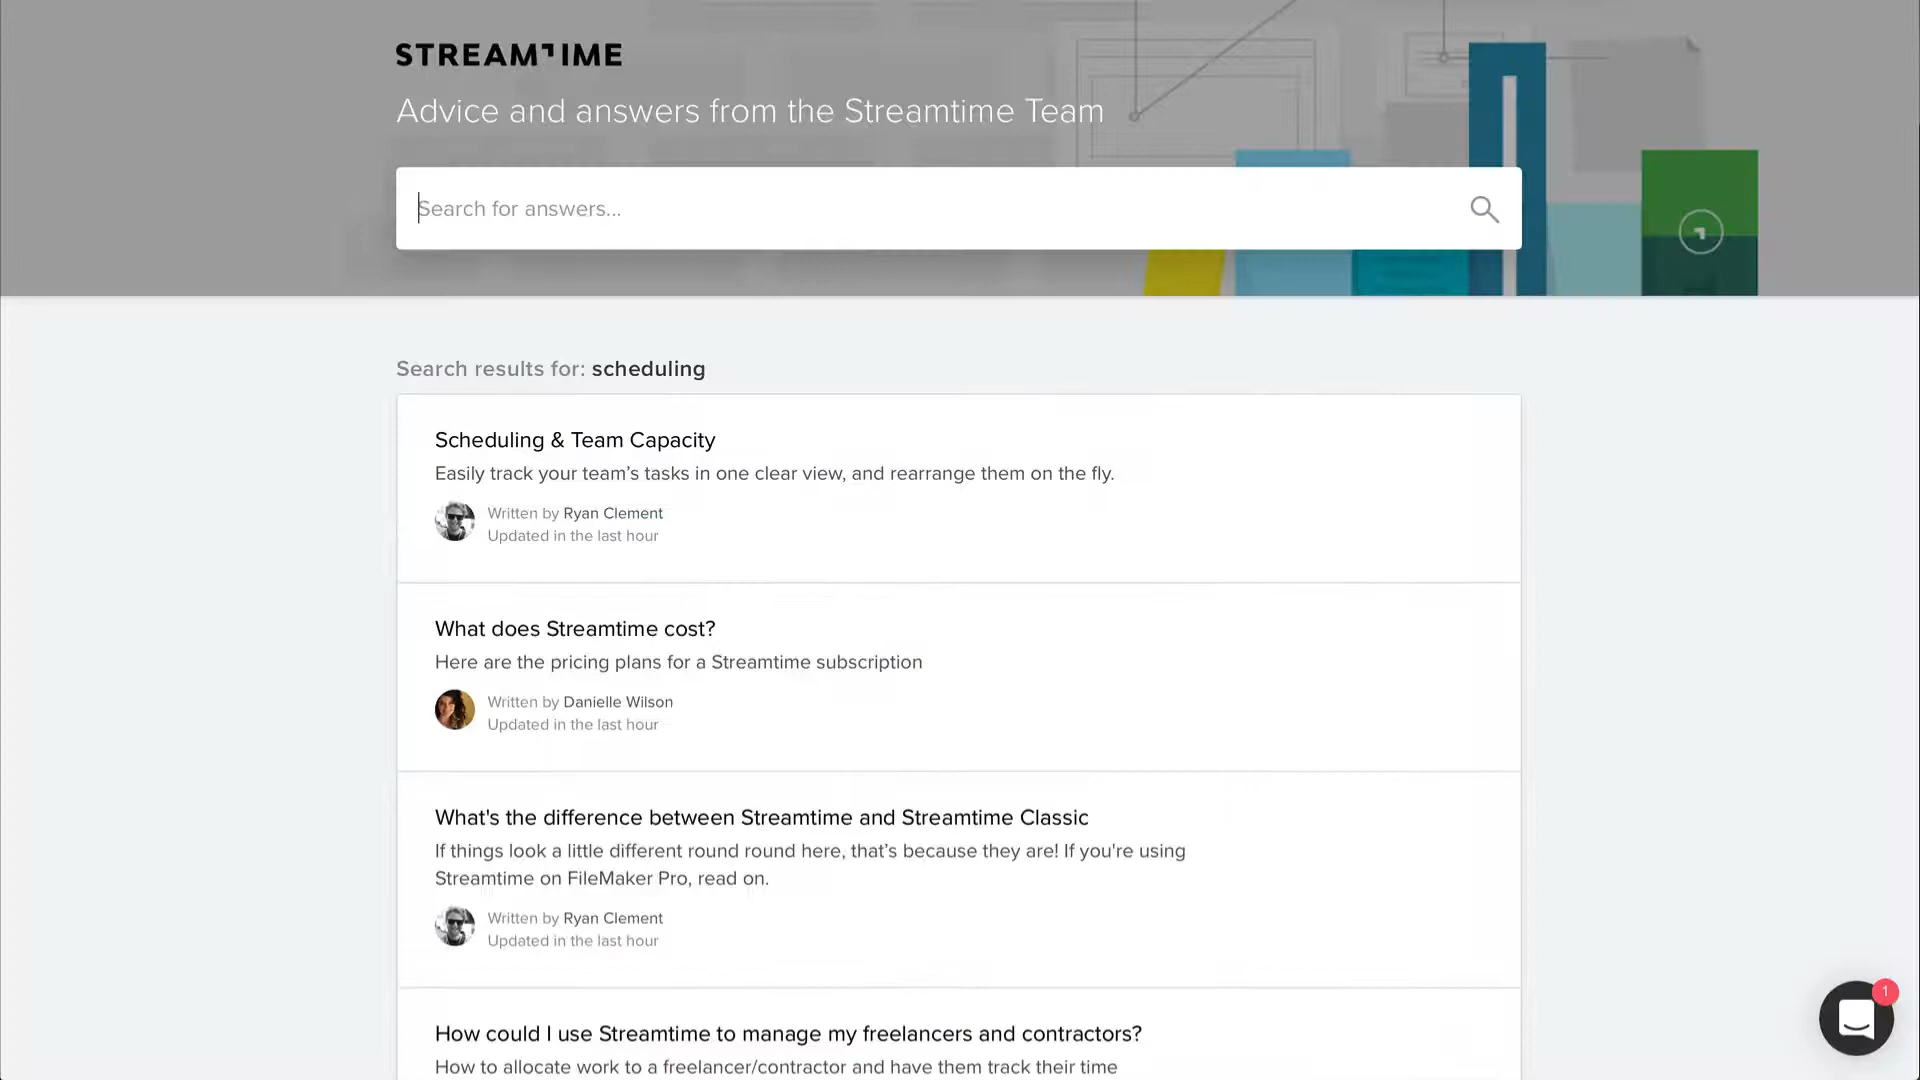 STREAMTIME
Advice and answers from the Streamtime Team
Search for answers...
Search results for: scheduling
Scheduling & Team Capacity
Easily track your team’s tasks in one clear view, and rearrange them on the fly.
Written by Ryan Clement
Updated in the last hour
What does Streamtime cost?
Here are the pricing plans for a Streamtime subscription
Written by Danielle Wilson
Updated in the last hour
What's the difference between Streamtime and Streamtime Classic
If things look a little different round round here, that’s because they are! If you're using
Streamtime on FileMaker Pro, read on.
Written by Ryan Clement
Updated in the last hour
1
How could I use Streamtime to manage my freelancers and contractors?
How to allocate work to a freelancer/contractor and have them track their time